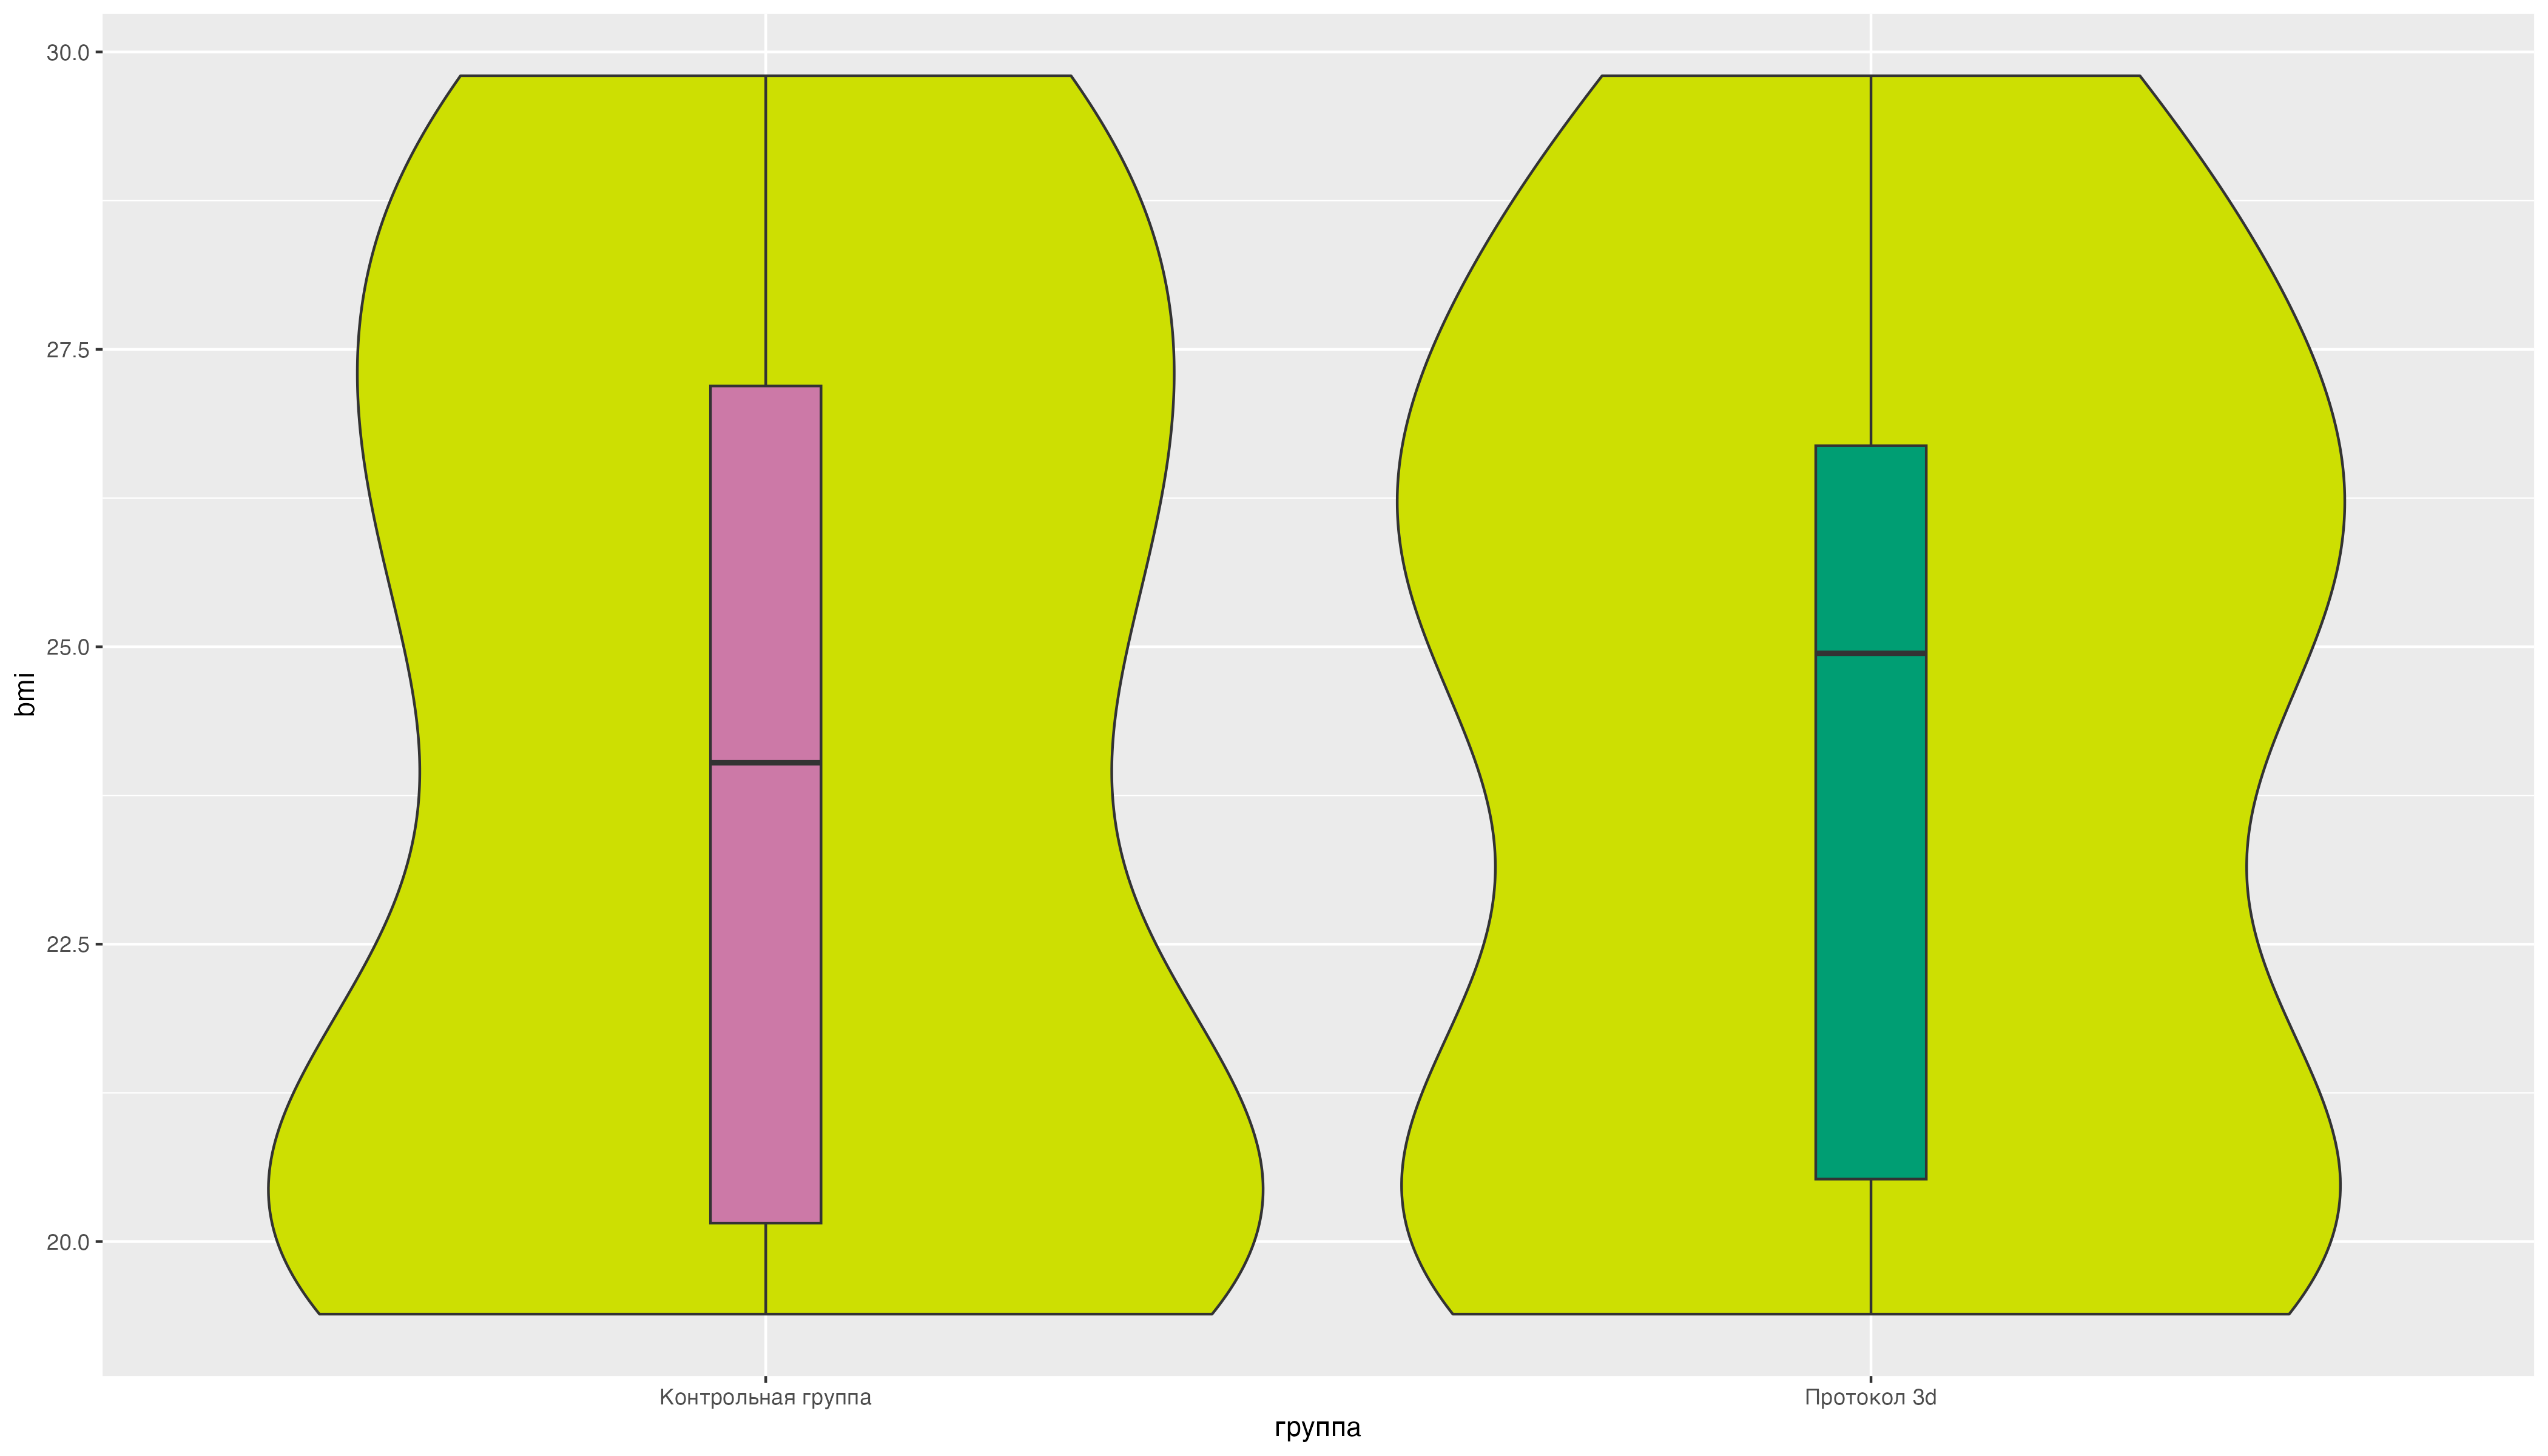 30.0
27.5
25.0
22.5
20.0
bmi
Контрольная группа
Протокол 3d
группа